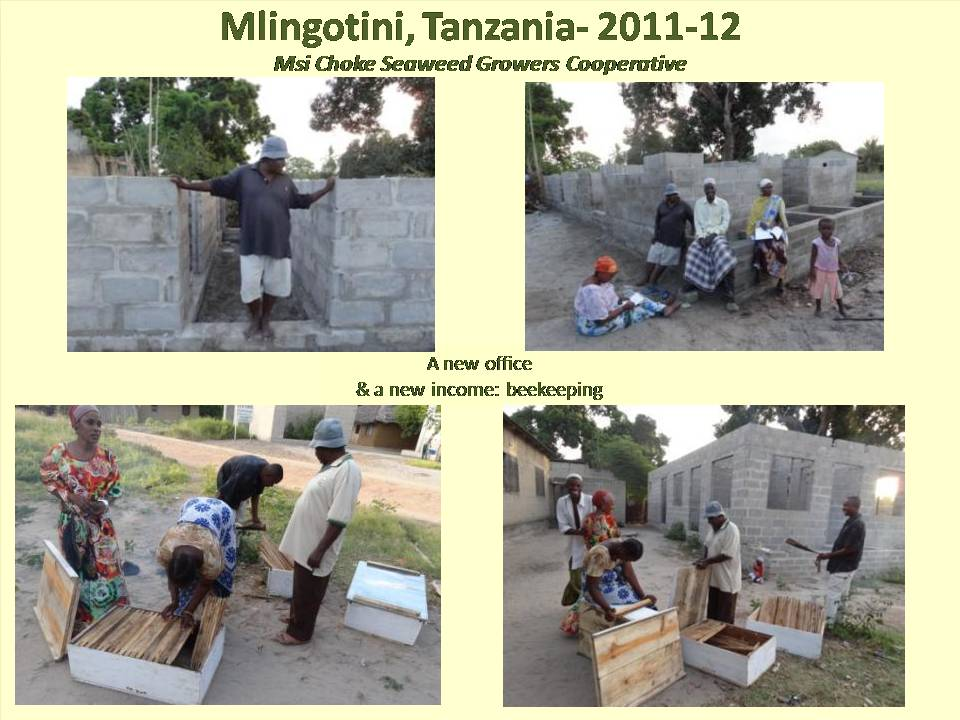 Mlingotini, Tanzania- 2011-12
Msi Choke Seaweed Growers Cooperative
A new office
& a new income: beekeeping